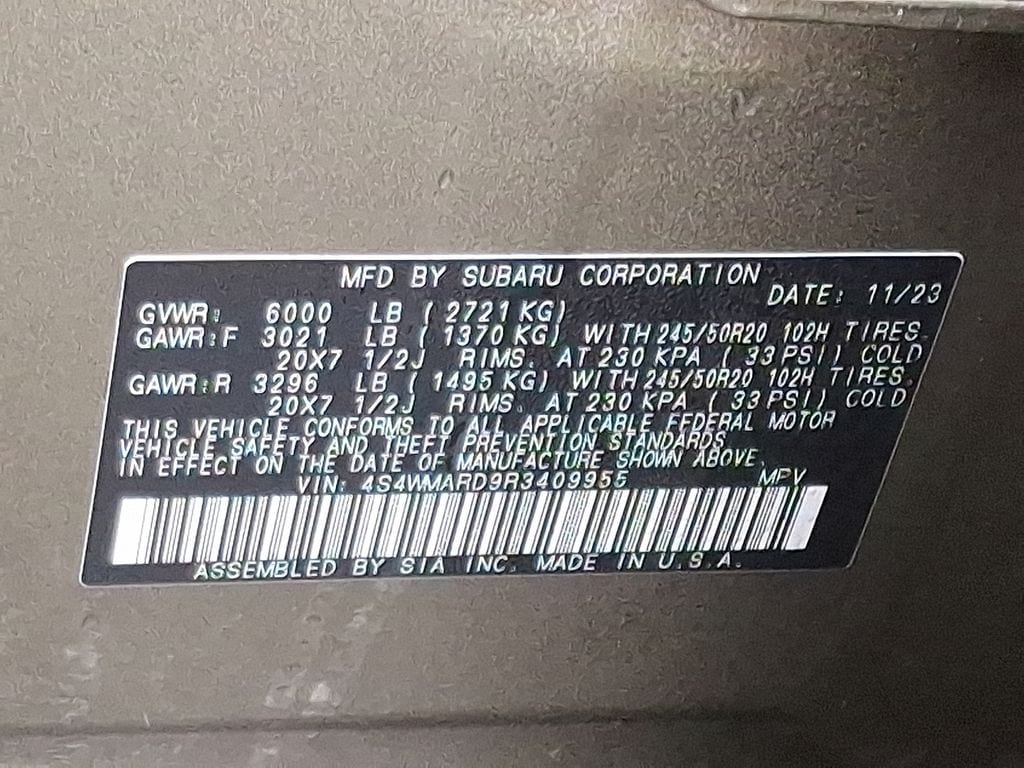 MFD BY SUBARU CORPORATION
DATE: 11/23
GVWR: 6000 LB ( 2721 KG)
GAWR:F 3021 LB ( 1370 KG) WITH 245/50R20 102H TIRES.
20X7 1/2J RIMS. AT 230 KPA ( 33 PSI) COLD
GAWR:R 3296 LB ( 1495 KG) WITH 245/50R20 102H TIRES.
20X7 1/2J RIMS. AT 230 KPA ( 33 PSI) COLD
THIS VEHICLE CONFORMS TO ALL APPLICABLE FEDERAL MOTOR
VEHICLE SAFETY AND THEFT PREVENTION STANDARDS
IN EFFECT ON THE DATE OF MANUFACTURE SHOWN ABOVE.
VIN: 4S4WMARD9R3409955 MPV
ASSEMBLED BY SIA INC. MADE IN U.S.A.